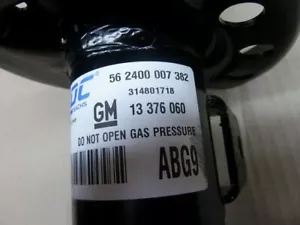 56 2400 007 382
314801718
GM 13 376 060
DO NOT OPEN GAS PRESSURE
ABG9